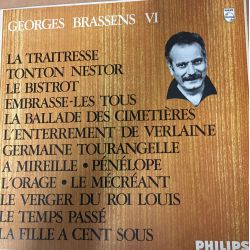 GEORGES BRASSENS VI
LA TRAITRESSE
TONTON NESTOR
LE BISTROT
EMBRASSE-LES TOUS
LA BALLADE DES CIMETIÈRES
L'ENTERREMENT DE VERLAINE
GERMAINE TOURANGELLE
A MIREILLE • PÉNÉLOPE
L'ORAGE • LE MÉCRÉANT
LE VERGER DU ROI LOUIS
LE TEMPS PASSÉ
LA FILLE A CENT SOUS
PHILIPS